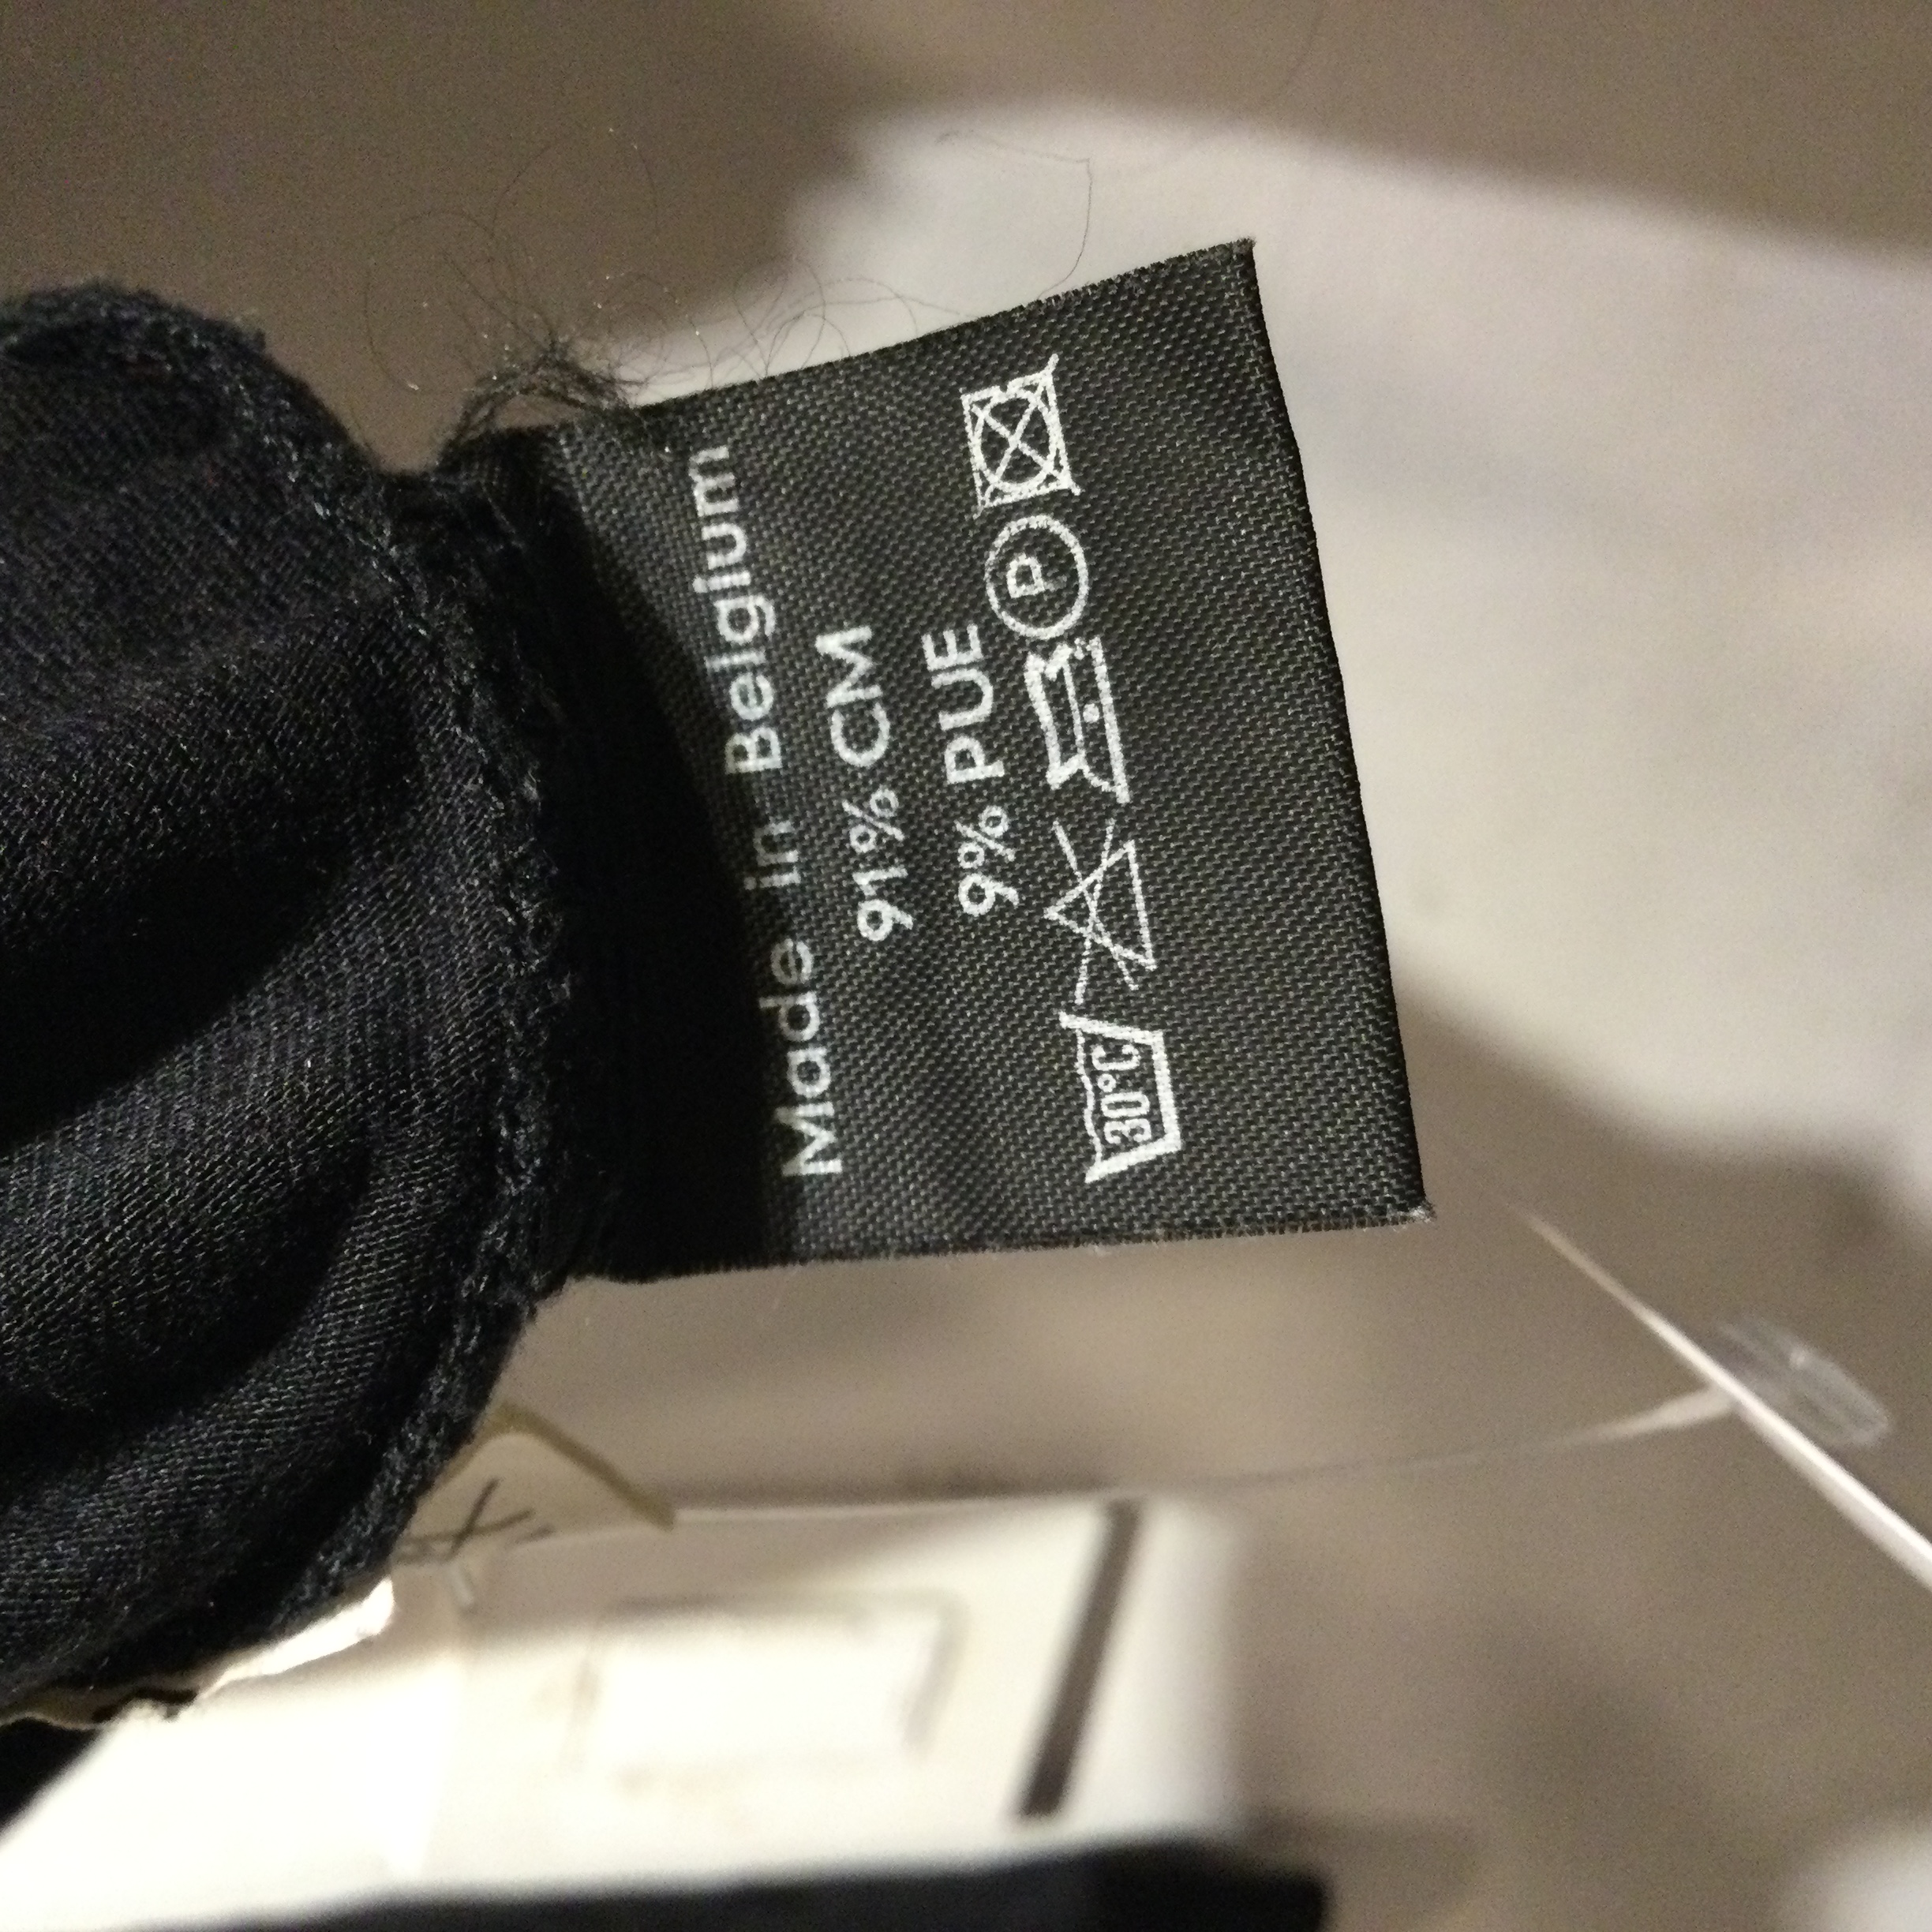 Made in Belgium
91% CM
9% PUE
30°C P